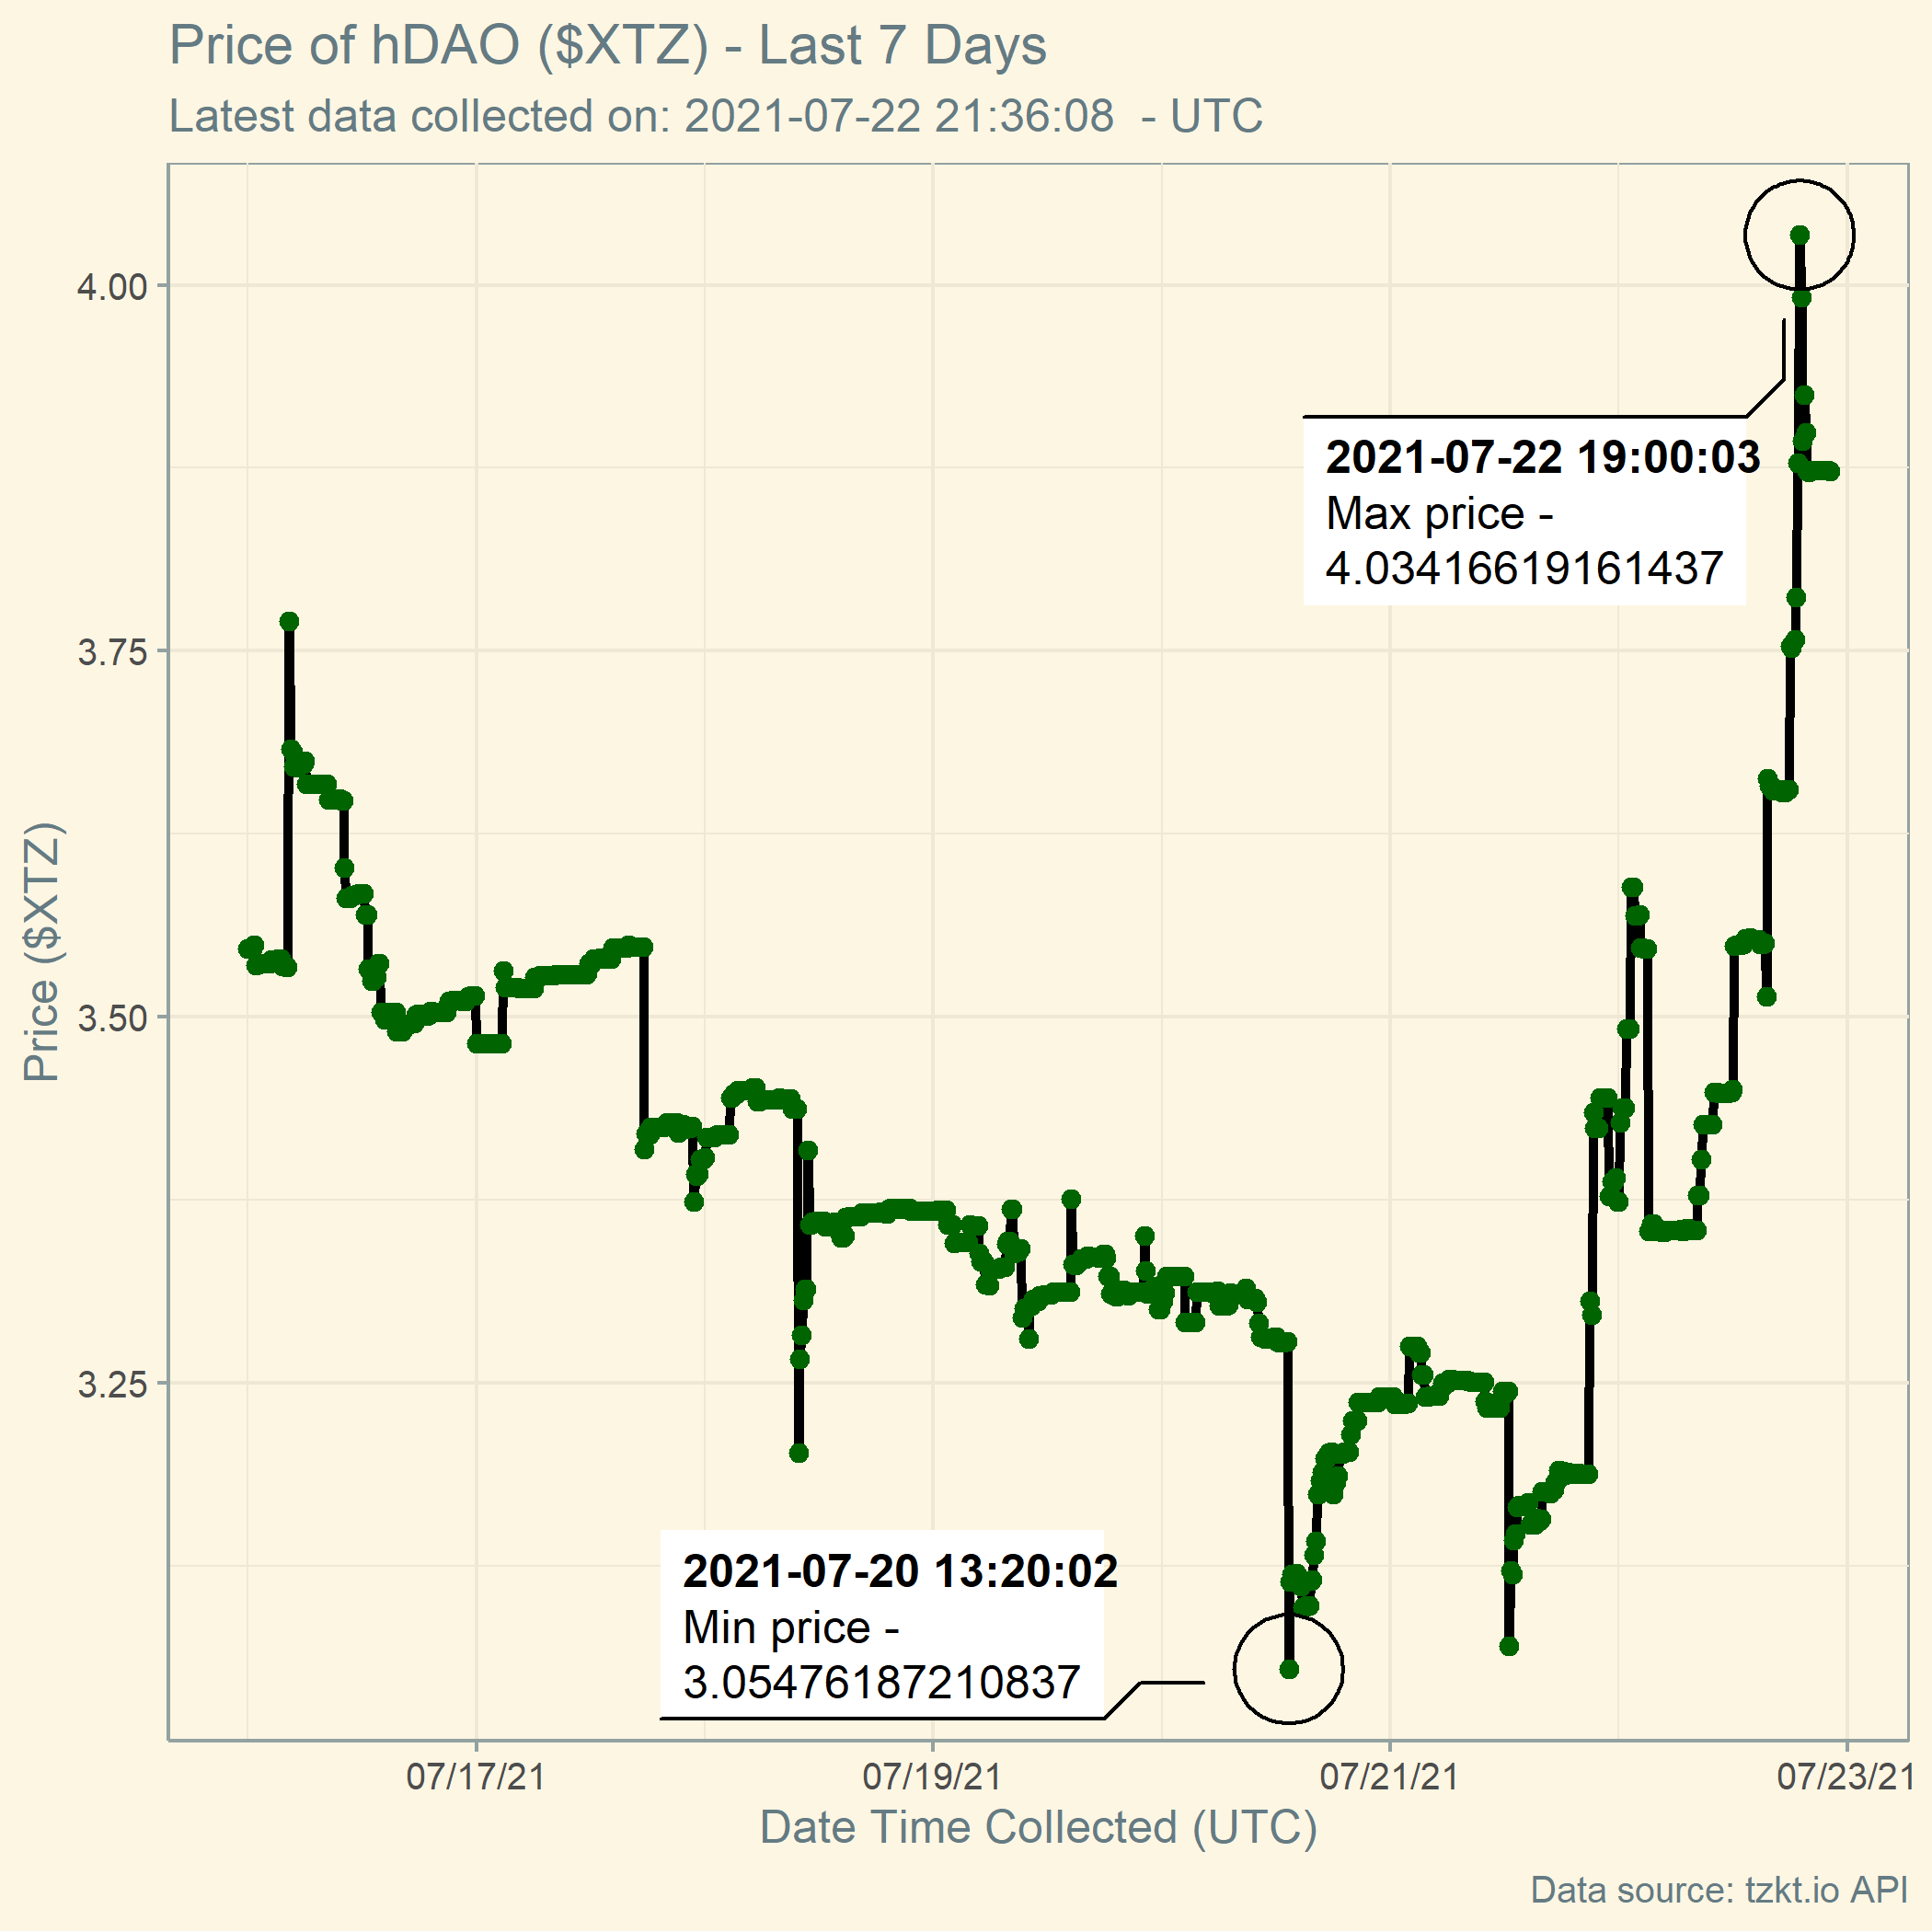 Price of hDAO ($XTZ) - Last 7 Days
Latest data collected on: 2021-07-22 21:36:08  - UTC
Price ($XTZ)
4.00
3.75
3.50
3.25
2021-07-22 19:00:03
Max price -
4.03416619161437
2021-07-20 13:20:02
Min price -
3.05476187210837
07/17/21
07/19/21
07/21/21
07/23/21
Date Time Collected (UTC)
Data source: tzkt.io API